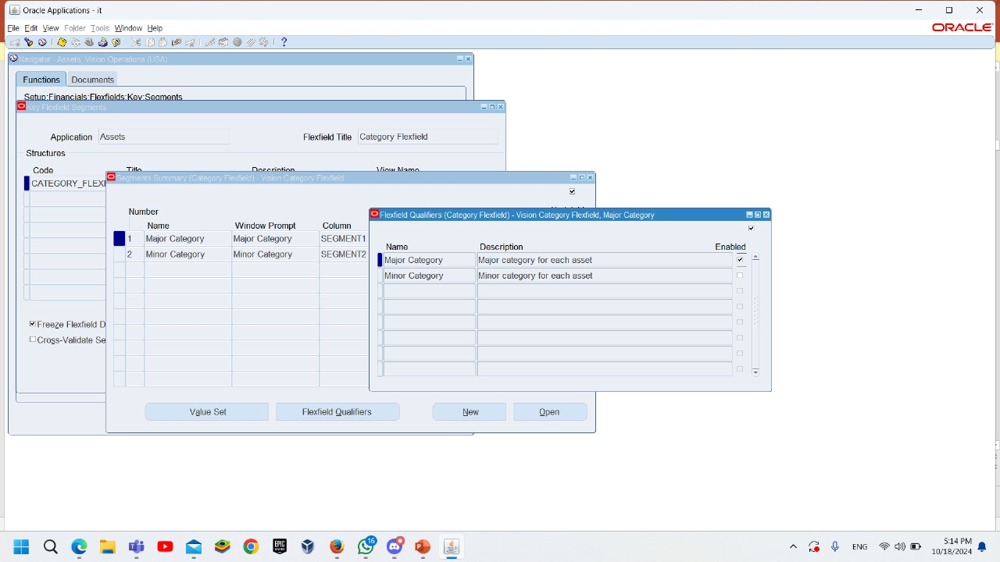 Oracle Applications - it
File Edit View Folder Tools Window Help
ORACLE
Navigator - Assets, Vision Operations (USA)
Functions Documents
Setup:Financials:Flexfields:Key:Segments
Key Flexfield Segments
Application Assets Flexfield Title Category Flexfield
Structures
Code Title Description View Name
CATEGORY_FLEX
Freeze Flexfield D
Cross-Validate Se
Segments Summary (Category Flexfield) - Vision Category Flexfield
Number
Name Window Prompt Column
1 Major Category Major Category SEGMENT1
2 Minor Category Minor Category SEGMENT2
Value Set Flexfield Qualifiers New Open
Flexfield Qualifiers (Category Flexfield) - Vision Category Flexfield, Major Category
Name Description Enabled
Major Category Major category for each asset
Minor Category Minor category for each asset
EPIC GAMES
16
ENG
5:14 PM
10/18/2024